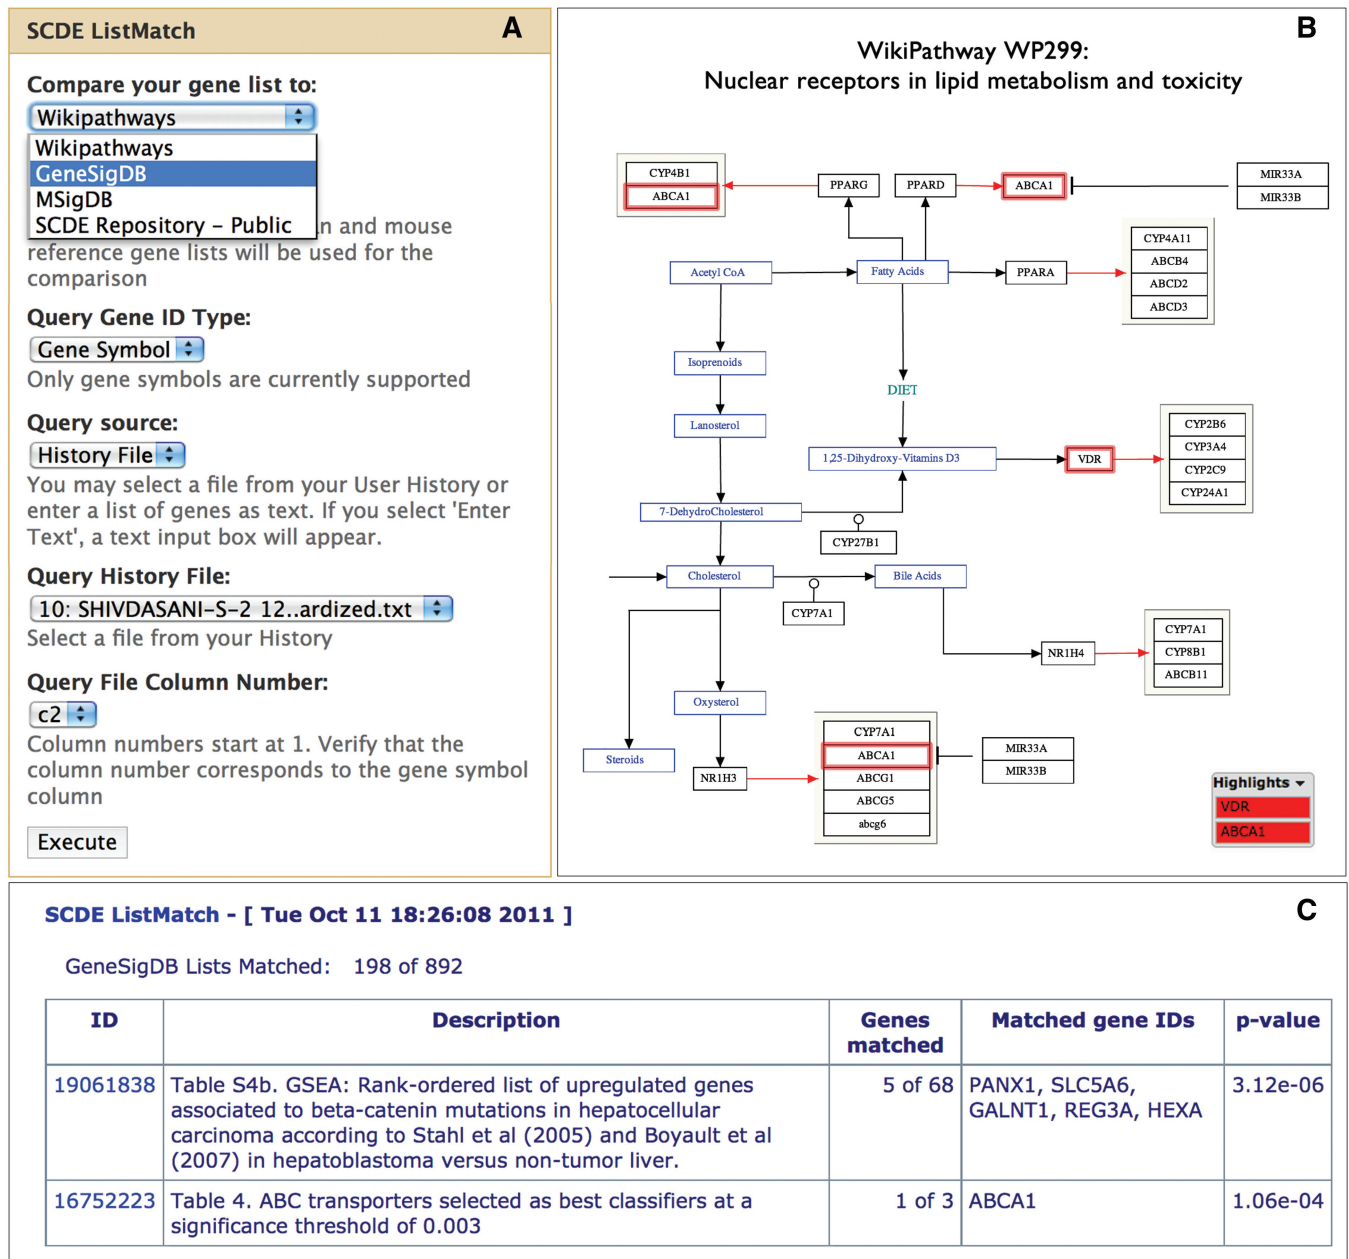 SCDE ListMatch
A
Compare your gene list to:
Wikipathways
Wikipathways
GeneSigDB
MSigDB
SCDE Repository – Public
n and mouse
reference gene lists will be used for the
comparison
Query Gene ID Type:
Gene Symbol
Only gene symbols are currently supported
Query source:
History File
You may select a file from your User History or
enter a list of genes as text. If you select 'Enter
Text', a text input box will appear.
Query History File:
10: SHIVDASANI-S-2 12..ardized.txt
Select a file from your History
Query File Column Number:
c2
Column numbers start at 1. Verify that the
column number corresponds to the gene symbol
column
Execute
B
WikiPathway WP299:
Nuclear receptors in lipid metabolism and toxicity
CYP4B1
ABCA1
PPARG
PPARD
ABCA1
MIR33A
MIR33B
Acetyl CoA
Fatty Acids
PPARA
CYP4A11
ABCB4
ABCD2
ABCD3
Isoprenoids
DIET
Lanosterol
1,25-Dihydroxy-Vitamins D3
VDR
CYP2B6
CYP3A4
CYP2C9
CYP24A1
7-DehydroCholesterol
CYP27B1
Cholesterol
Bile Acids
CYP7A1
NR1H4
CYP7A1
CYP8B1
ABCB11
Oxysterol
Steroids
NR1H3
CYP7A1
ABCA1
ABCG1
ABCG5
abcg6
MIR33A
MIR33B
Highlights
VDR
ABCA1
C
SCDE ListMatch - [ Tue Oct 11 18:26:08 2011 ]
GeneSigDB Lists Matched: 198 of 892
ID Description Genes matched Matched gene IDs p-value
19061838 Table S4b. GSEA: Rank-ordered list of upregulated genes 5 of 68 PANX1, SLC5A6, 3.12e-06
associated to beta-catenin mutations in hepatocellular GALNT1, REG3A, HEXA
carcinoma according to Stahl et al (2005) and Boyault et al
(2007) in hepatoblastoma versus non-tumor liver.
16752223 Table 4. ABC transporters selected as best classifiers at a 1 of 3 ABCA1 1.06e-04
significance threshold of 0.003